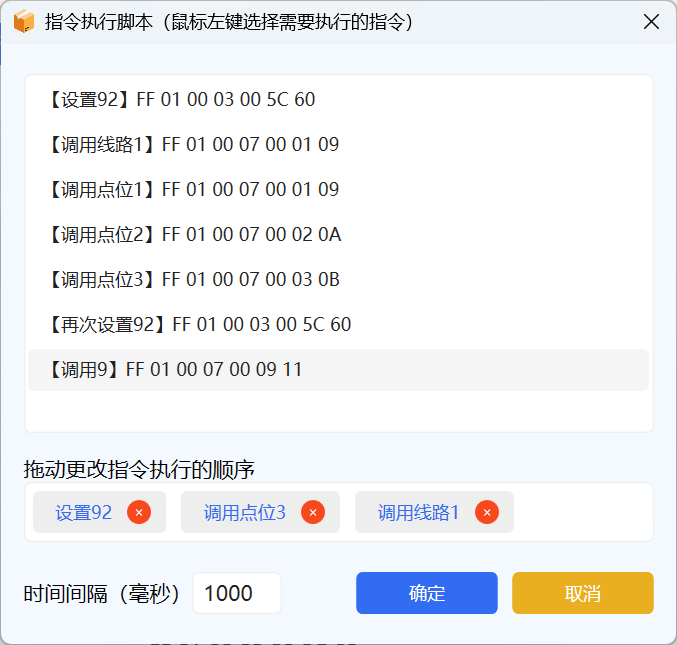 指令执行脚本（鼠标左键选择需要执行的指令）
【设置92】FF 01 00 03 00 5C 60
【调用线路1】FF 01 00 07 00 01 09
【调用点位1】FF 01 00 07 00 01 09
【调用点位2】FF 01 00 07 00 02 0A
【调用点位3】FF 01 00 07 00 03 0B
【再次设置92】FF 01 00 03 00 5C 60
【调用9】FF 01 00 07 00 09 11
拖动更改指令执行的顺序
设置92 调用点位3 调用线路1
时间间隔（毫秒） 1000 确定 取消